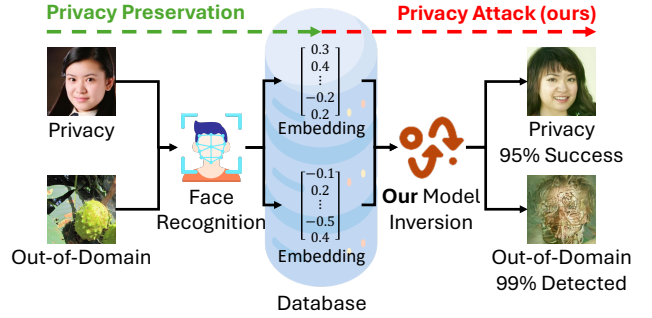 Privacy Preservation
Privacy Attack (ours)
Privacy
Out-of-Domain
Face
Recognition
0.3
0.4
⋮
−0.2
0.2
Embedding
−0.1
0.2
⋮
−0.5
0.4
Embedding
Database
Our Model
Inversion
Privacy
95% Success
Out-of-Domain
99% Detected